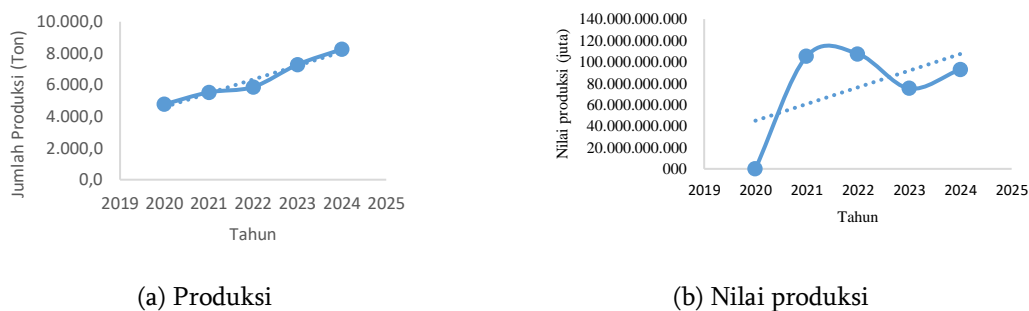 Jumlah Produksi (Ton)
10.000,0
8.000,0
6.000,0
4.000,0
2.000,0
0,0
2019 2020 2021 2022 2023 2024 2025
Tahun
(a) Produksi
Nilai produksi (juta)
140.000.000.000
120.000.000.000
100.000.000.000
80.000.000.000
60.000.000.000
40.000.000.000
20.000.000.000
000
2019 2020 2021 2022 2023 2024 2025
Tahun
(b) Nilai produksi